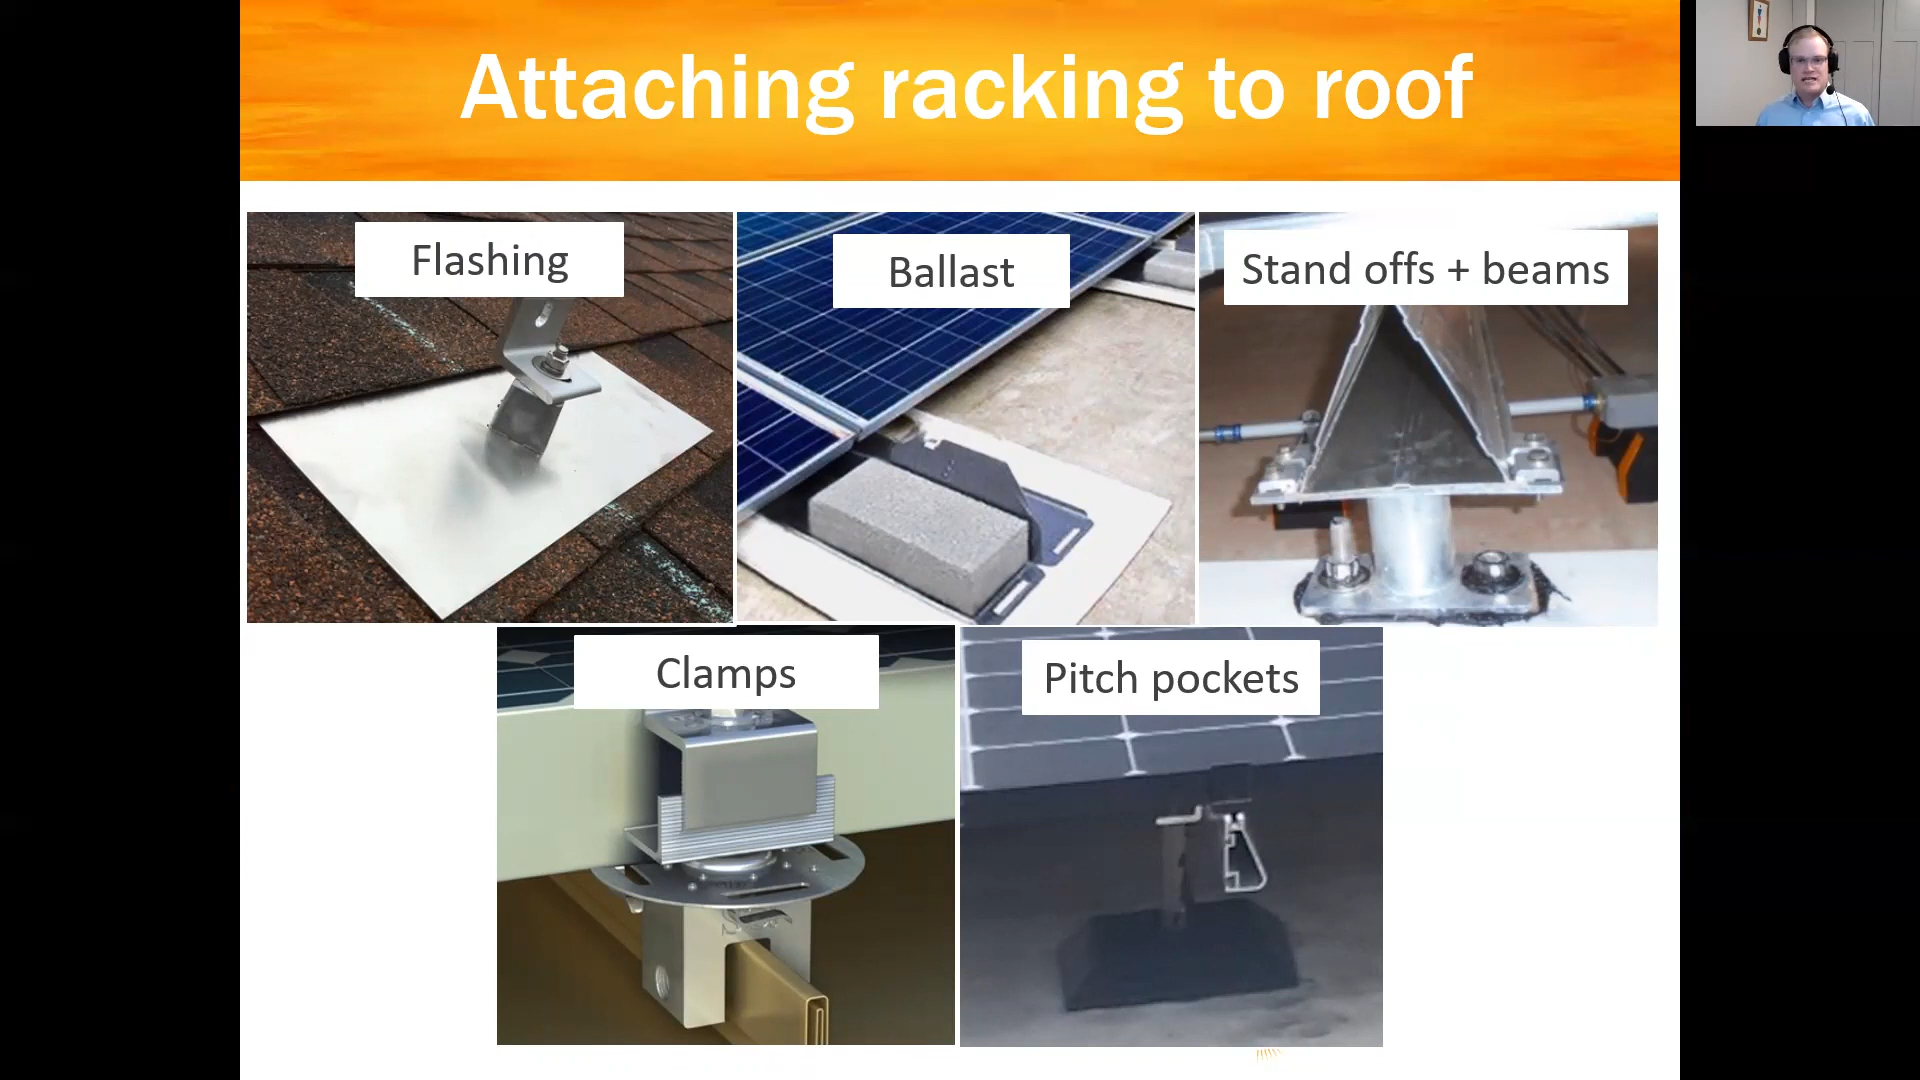 Attaching racking to roof
Flashing
Ballast
Stand offs + beams
Clamps
Pitch pockets